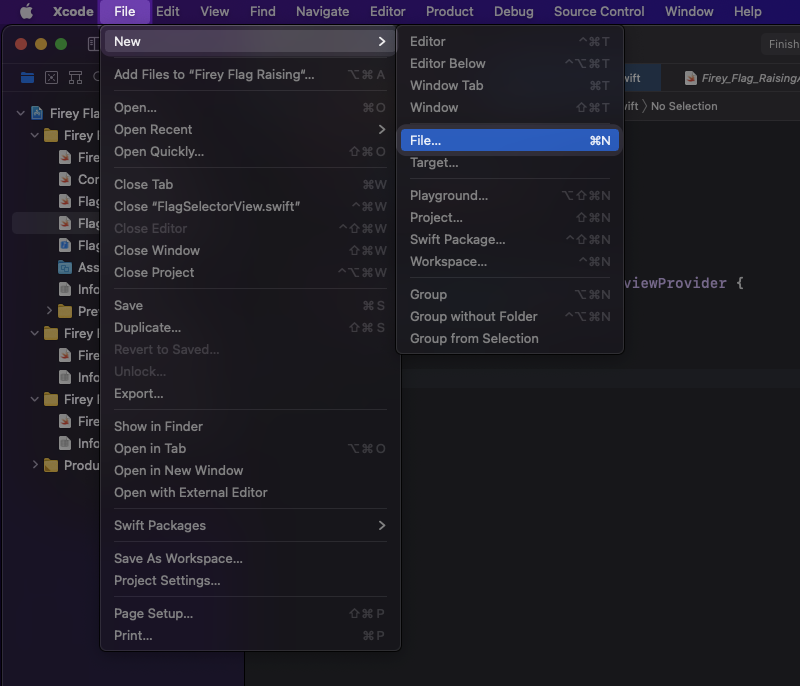 Xcode File Edit View Find Navigate Editor Product Debug Source Control Window Help
New
Add Files to “Firey Flag Raising”... ⌥⌘A
Open... ⌘O
Open Recent
Open Quickly... ⇧⌘O
Close Tab ⌘W
Close “FlagSelectorView.swift” ^⌘W
Close Editor ^⇧⌘W
Close Window ⇧⌘W
Close Project ^⌥⌘W
Save ⌘S
Duplicate... ⇧⌘S
Revert to Saved...
Unlock...
Export...
Show in Finder
Open in Tab ⌥⌘O
Open in New Window
Open with External Editor
Swift Packages
Save As Workspace...
Project Settings...
Page Setup... ⇧⌘P
Print... ⌘P
Editor ^⌘T
Editor Below ^⌥⌘T
Window Tab ⌘T
Window ⇧⌘T
File... ⌘N
Target...
Playground... ⌥⇧⌘N
Project... ⇧⌘N
Swift Package... ^⇧⌘N
Workspace... ^⌘N
Group ⌥⌘N
Group without Folder ^⌥⌘N
Group from Selection
Finish
wift Firey_Flag_RaisingA
wift 〉 No Selection
viewProvider {
Firey Fla
Firey
Fire
Con
Flag
Flag
Flag
Ass
Info
Pre
Firey
Fire
Info
Firey
Fire
Info
Produ